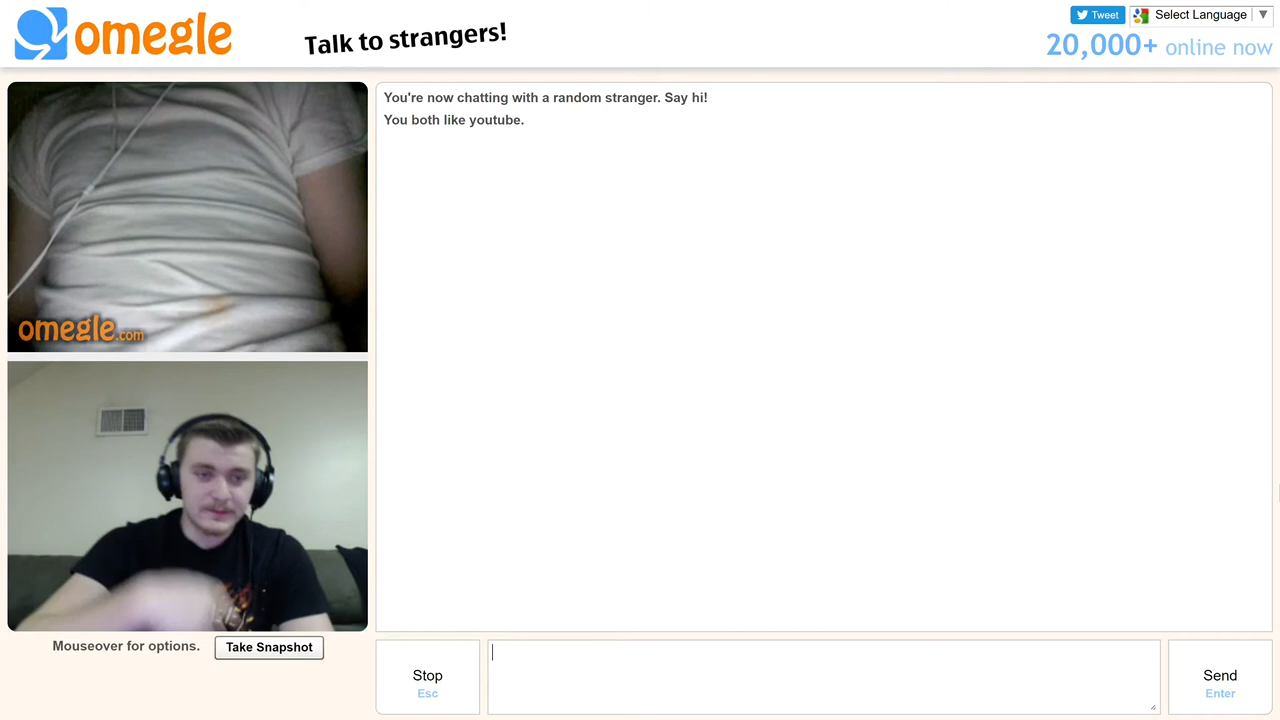 omegle
Talk to strangers!
Tweet
Select Language ▼
20,000+ online now
You're now chatting with a random stranger. Say hi!
You both like youtube.
omegle.com
Mouseover for options.
Take Snapshot
Stop
Esc
Send
Enter